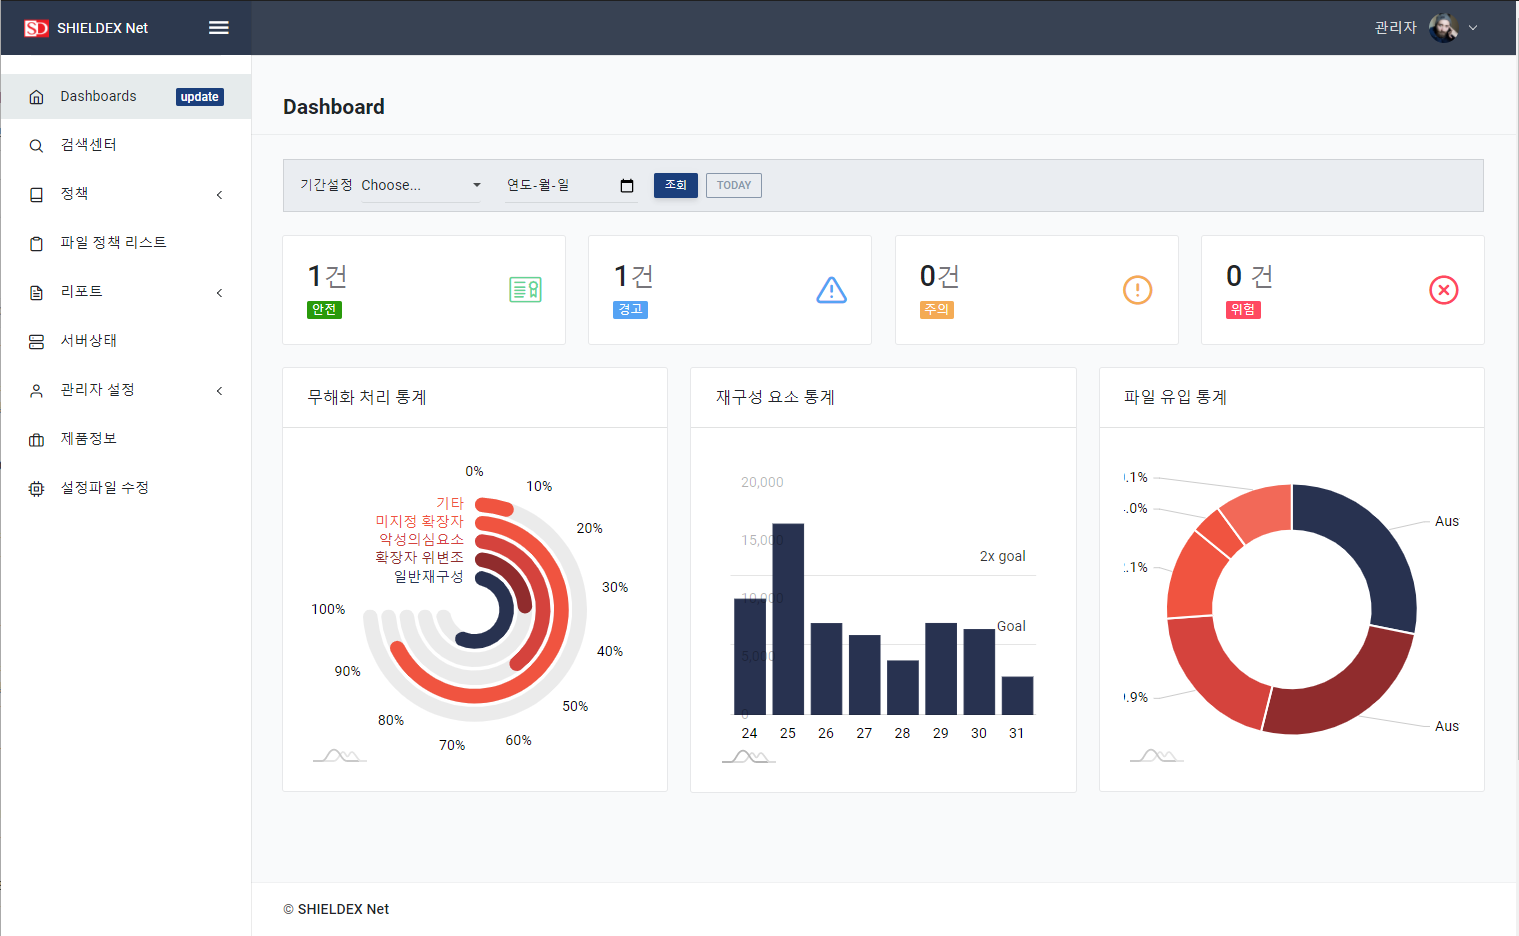 SHIELDEX Net
관리자
Dashboards
update
검색센터
정책
파일 정책 리스트
리포트
서버상태
관리자 설정
제품정보
설정파일 수정
Dashboard
기간설정 Choose... 연도-월-일 조회 TODAY
1건
안전
1건
경고
0건
주의
0 건
위험
무해화 처리 통계
0%
10%
20%
30%
40%
50%
60%
70%
80%
90%
100%
기타
미지정 확장자
악성의심요소
확장자 위변조
일반재구성
재구성 요소 통계
20,000
15,000
10,000
5,000
0
2x goal
Goal
24 25 26 27 28 29 30 31
파일 유입 통계
.1%
.0%
.1%
.9%
Aus
Aus
© SHIELDEX Net